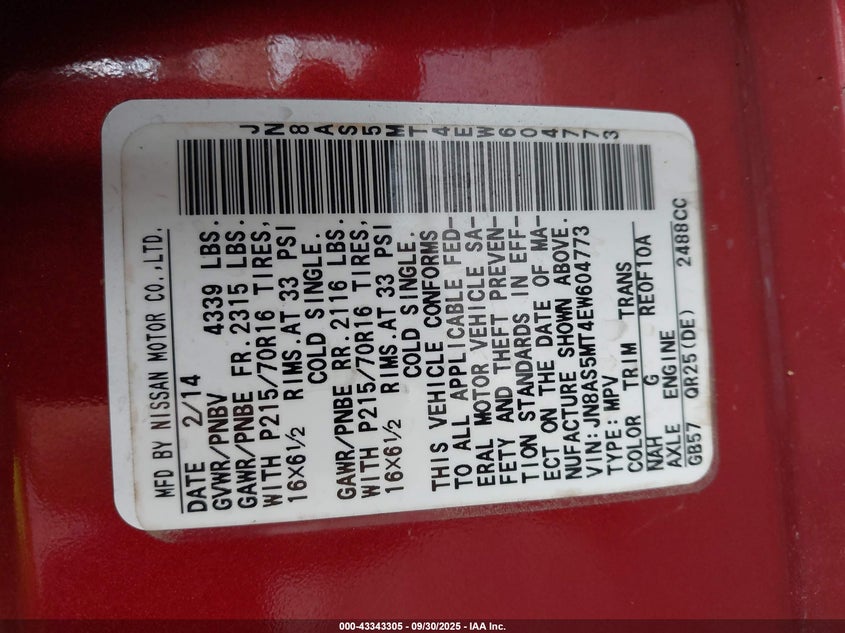 MFD BY NISSAN MOTOR CO.,LTD.
JN8AS5MT4EW604773
DATE 2/14
GVWR/PNBV 4339 LBS.
GAWR/PNBE FR. 2315 LBS.
WITH P215/70R16 TIRES,
16X6½ RIMS.AT 33 PSI
COLD SINGLE.
GAWR/PNBE RR. 2116 LBS.
WITH P215/70R16 TIRES,
16X6½ RIMS.AT 33 PSI
COLD SINGLE.
THIS VEHICLE CONFORMS
TO ALL APPLICABLE FED-
ERAL MOTOR VEHICLE SA-
FETY AND THEFT PREVEN-
TION STANDARDS IN EFF-
ECT ON THE DATE OF MA-
NUFACTURE SHOWN ABOVE.
VIN:JN8AS5MT4EW604773
TYPE: MPV
COLOR TRIM TRANS
NAH G RE0F10A
AXLE ENGINE
GB57 QR25(DE) 2488CC
000-43343305 - 09/30/2025 - IAA Inc.